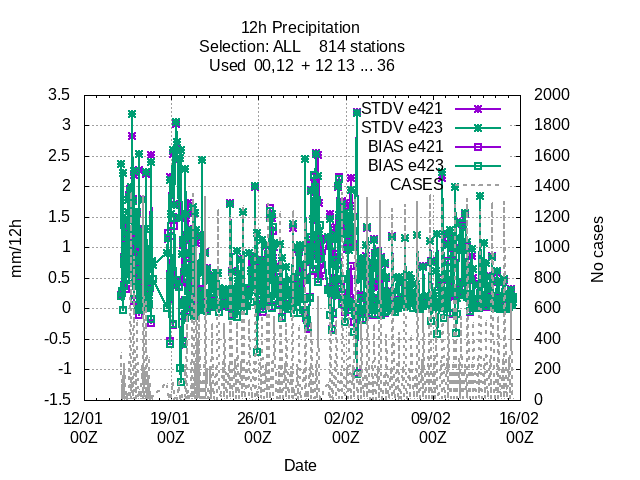 12h Precipitation
Selection: ALL 814 stations
Used 00,12 + 12 13 ... 36
3.5
3
2.5
2
1.5
1
0.5
0
-0.5
-1
-1.5
mm/12h
2000
1800
1600
1400
1200
1000
800
600
400
200
0
No cases
STDV e421
STDV e423
BIAS e421
BIAS e423
CASES
12/01 19/01 26/01 02/02 09/02 16/02
00Z 00Z 00Z 00Z 00Z 00Z
Date